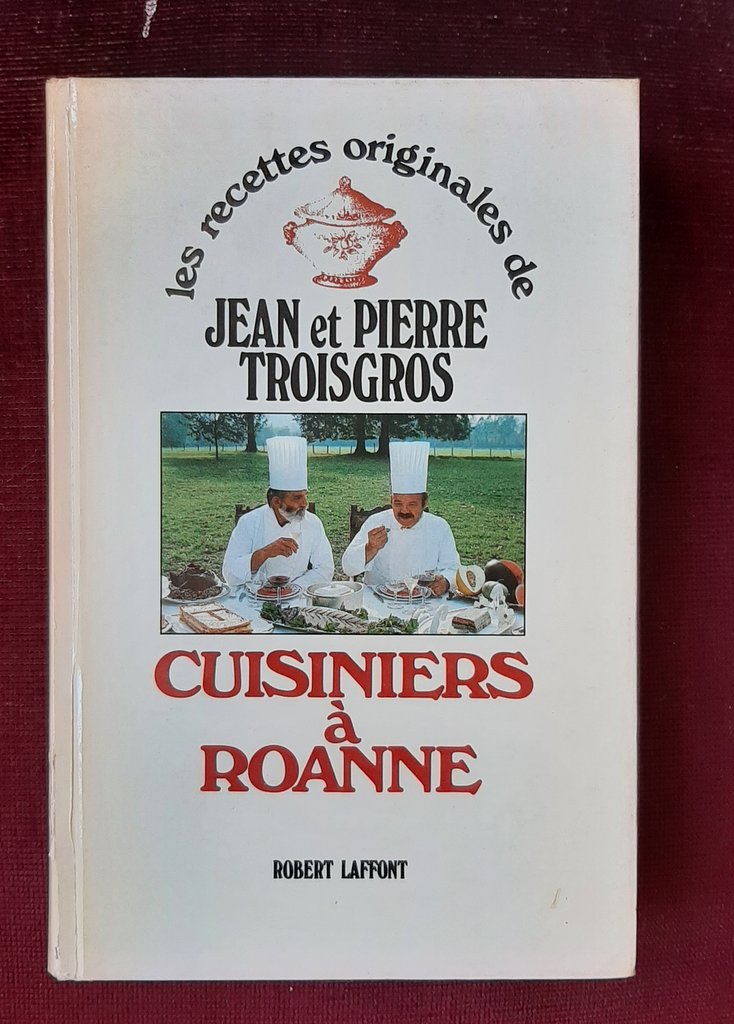 les recettes originales de
JEAN et PIERRE
TROISGROS
CUISINIERS
à
ROANNE
ROBERT LAFFONT